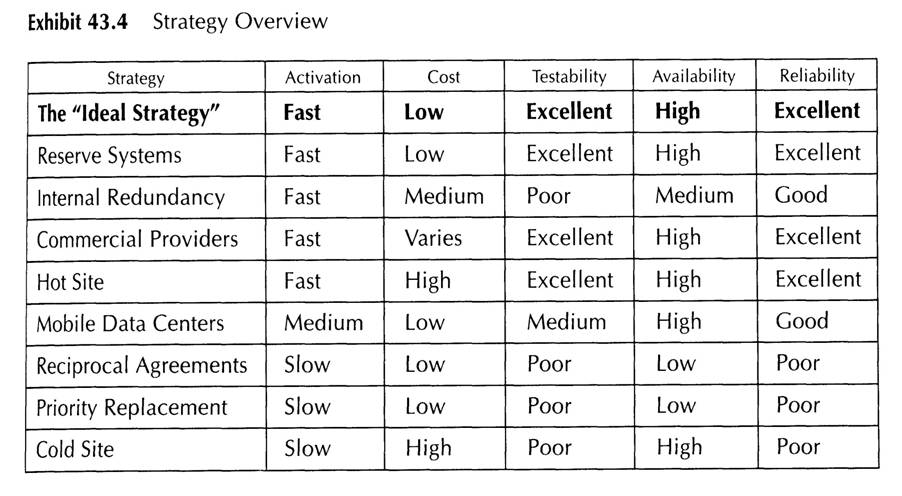 Exhibit 43.4 Strategy Overview
Strategy Activation Cost Testability Availability Reliability
The "Ideal Strategy" Fast Low Excellent High Excellent
Reserve Systems Fast Low Excellent High Excellent
Internal Redundancy Fast Medium Poor Medium Good
Commercial Providers Fast Varies Excellent High Excellent
Hot Site Fast High Excellent High Excellent
Mobile Data Centers Medium Low Medium High Good
Reciprocal Agreements Slow Low Poor Low Poor
Priority Replacement Slow Low Poor Low Poor
Cold Site Slow High Poor High Poor